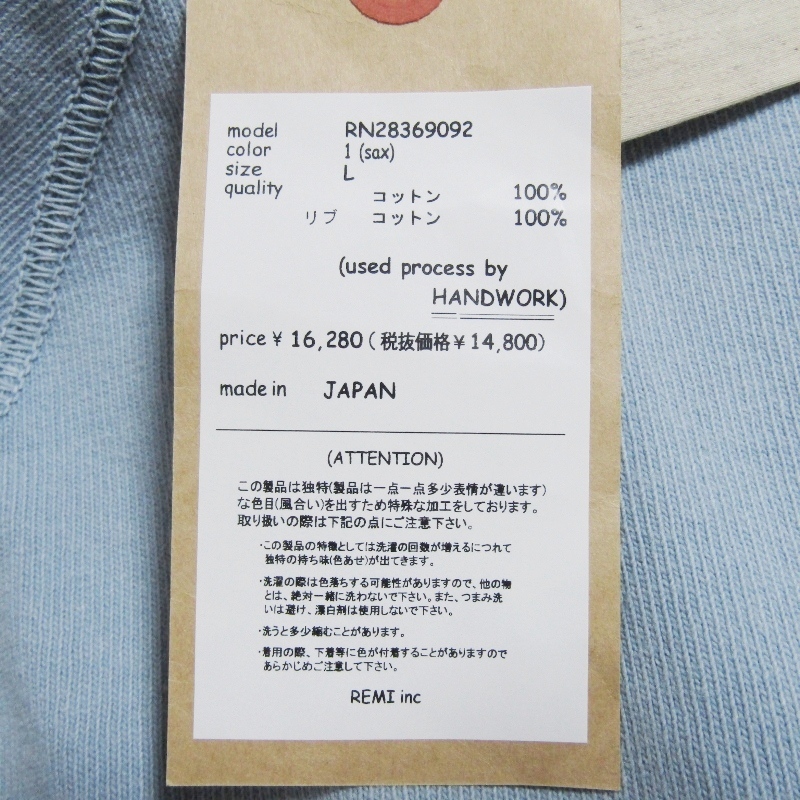 model RN28369092
color 1 (sax)
size L
quality コットン 100%
リブ コットン 100%
(used process by
HANDWORK)
price ¥ 16,280 ( 税抜価格 ¥ 14,800)
made in JAPAN
(ATTENTION)
この製品は独特(製品は一点一点多少表情が違います)
な色目(風合い)を出すため特殊な加工をしております。
取り扱いの際は下記の点にご注意下さい。
・この製品の特徴としては洗濯の回数が増えるにつれて
独特の持ち味(色あせ)が出てきます。
・洗濯の際は色落ちする可能性がありますので、他の物
とは、絶対一緒に洗わないで下さい。また、つまみ洗
いは避け、漂白剤は使用しないで下さい。
・洗うと多少縮むことがあります。
・着用の際、下着等に色が付着することがありますので
あらかじめご注意して下さい。
REMI inc